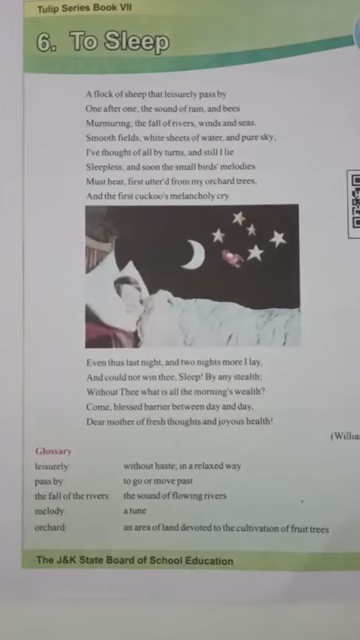 Tulip Series Book VII
6. To Sleep
A flock of sheep that leisurely pass by
One after one; the sound of rain, and bees
Murmuring; the fall of rivers, winds and seas,
Smooth fields, white sheets of water, and pure sky;
I've thought of all by turns, and still I lie
Sleepless; and soon the small birds' melodies
Must hear, first utter'd from my orchard trees,
And the first cuckoo's melancholy cry.
Even thus last night, and two nights more I lay,
And could not win thee, Sleep! By any stealth;
Without Thee what is all the morning's wealth?
Come, blessed barrier between day and day,
Dear mother of fresh thoughts and joyous health!
(Willia
Glossary
leisurely: without haste, in a relaxed way
pass by: to go or move past
the fall of the rivers: the sound of flowing rivers
melody: a tune
orchard: an area of land devoted to the cultivation of fruit trees
The J&K State Board of School Education